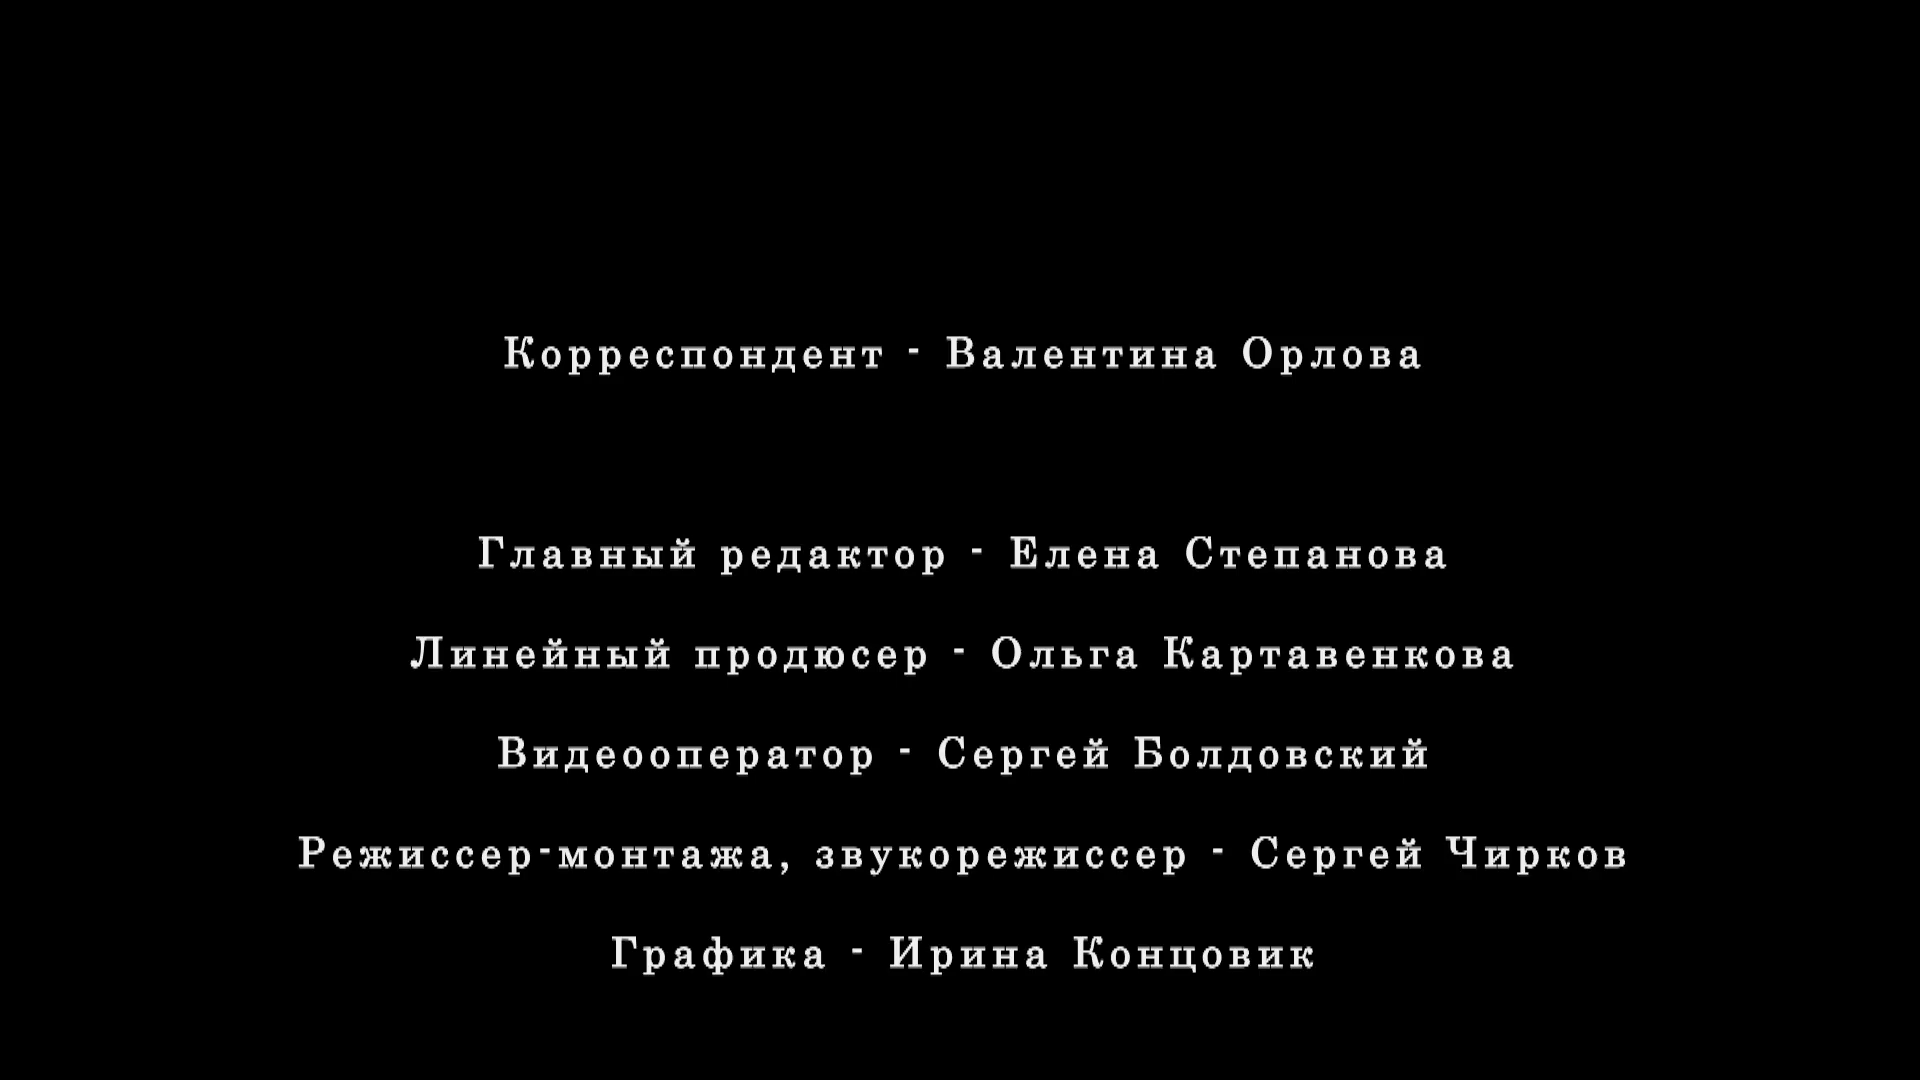 Корреспондент - Валентина Орлова
Главный редактор - Елена Степанова
Линейный продюсер - Ольга Картавенкова
Видеооператор - Сергей Болдовский
Режиссер-монтажа, звукорежиссер - Сергей Чирков
Графика - Ирина Концовик